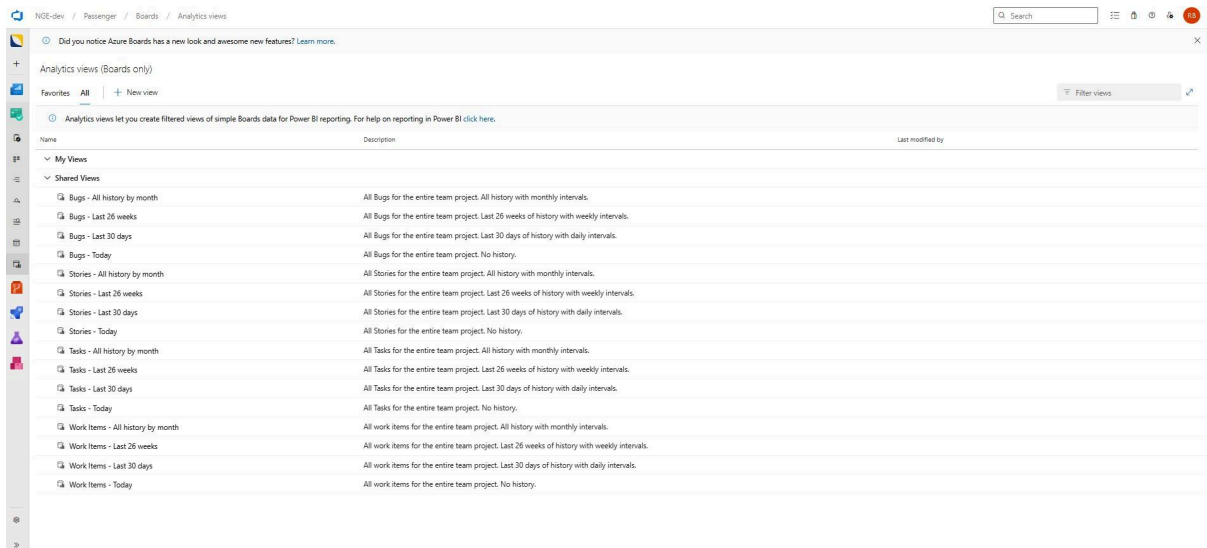 NGE-dev / Passenger / Boards / Analytics views
Search
RB
Did you notice Azure Boards has a new look and awesome new features? Learn more.
Analytics views (Boards only)
Favorites All + New view
Filter views
Analytics views let you create filtered views of simple Boards data for Power BI reporting. For help on reporting in Power BI click here.
Name Description Last modified by
My Views
Shared Views
Bugs - All history by month All Bugs for the entire team project. All history with monthly intervals.
Bugs - Last 26 weeks All Bugs for the entire team project. Last 26 weeks of history with weekly intervals.
Bugs - Last 30 days All Bugs for the entire team project. Last 30 days of history with daily intervals.
Bugs - Today All Bugs for the entire team project. No history.
Stories - All history by month All Stories for the entire team project. All history with monthly intervals.
Stories - Last 26 weeks All Stories for the entire team project. Last 26 weeks of history with weekly intervals.
Stories - Last 30 days All Stories for the entire team project. Last 30 days of history with daily intervals.
Stories - Today All Stories for the entire team project. No history.
Tasks - All history by month All Tasks for the entire team project. All history with monthly intervals.
Tasks - Last 26 weeks All Tasks for the entire team project. Last 26 weeks of history with weekly intervals.
Tasks - Last 30 days All Tasks for the entire team project. Last 30 days of history with daily intervals.
Tasks - Today All Tasks for the entire team project. No history.
Work Items - All history by month All work items for the entire team project. All history with monthly intervals.
Work Items - Last 26 weeks All work items for the entire team project. Last 26 weeks of history with weekly intervals.
Work Items - Last 30 days All work items for the entire team project. Last 30 days of history with daily intervals.
Work Items - Today All work items for the entire team project. No history.